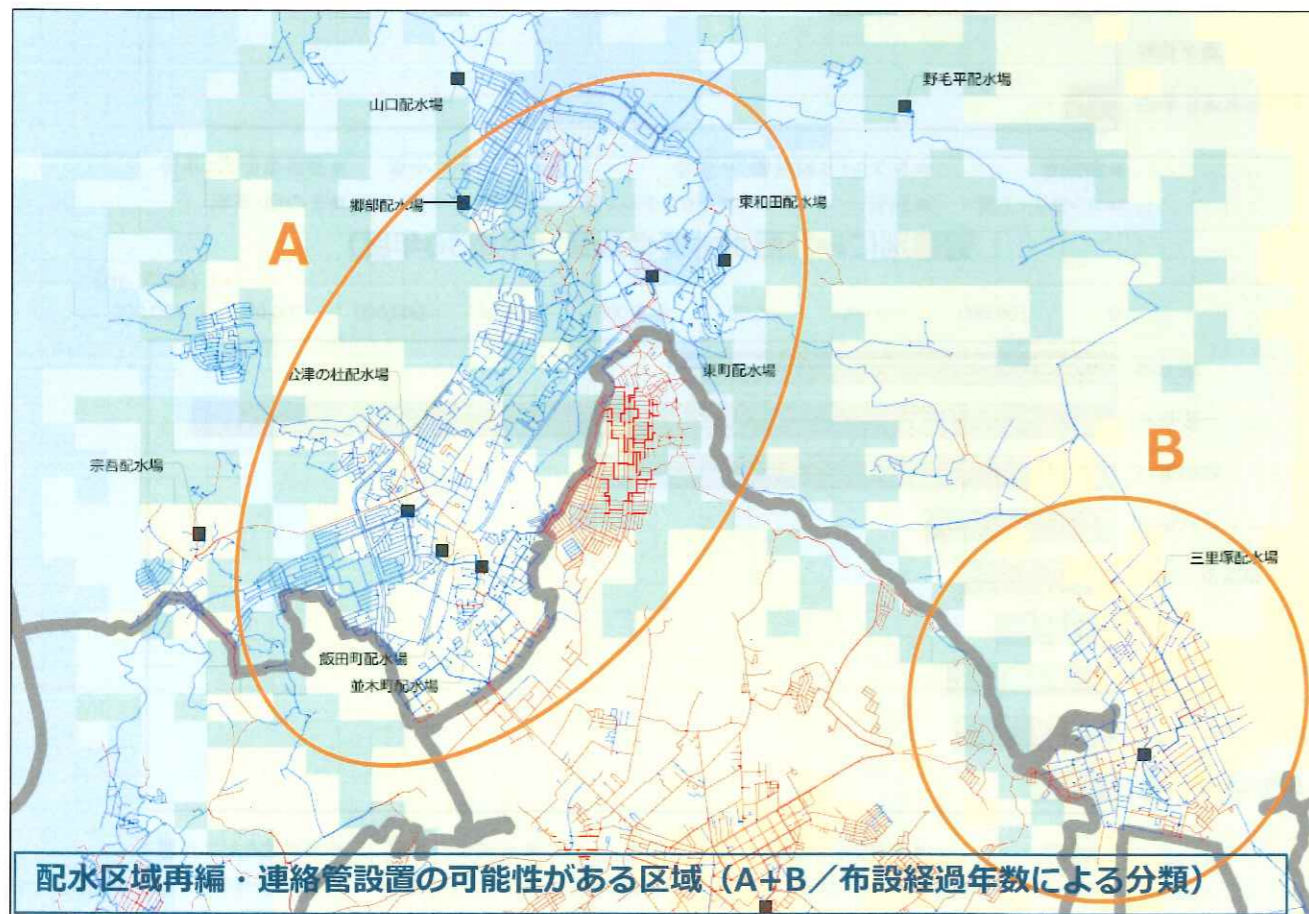 山口配水場
野毛平配水場
郷部配水場
東和田配水場
A
公津の杜配水場
東町配水場
宗吾配水場
B
三里塚配水場
飯田町配水場
並木町配水場
配水区域再編・連絡管設置の可能性がある区域（A+B／布設経過年数による分類）